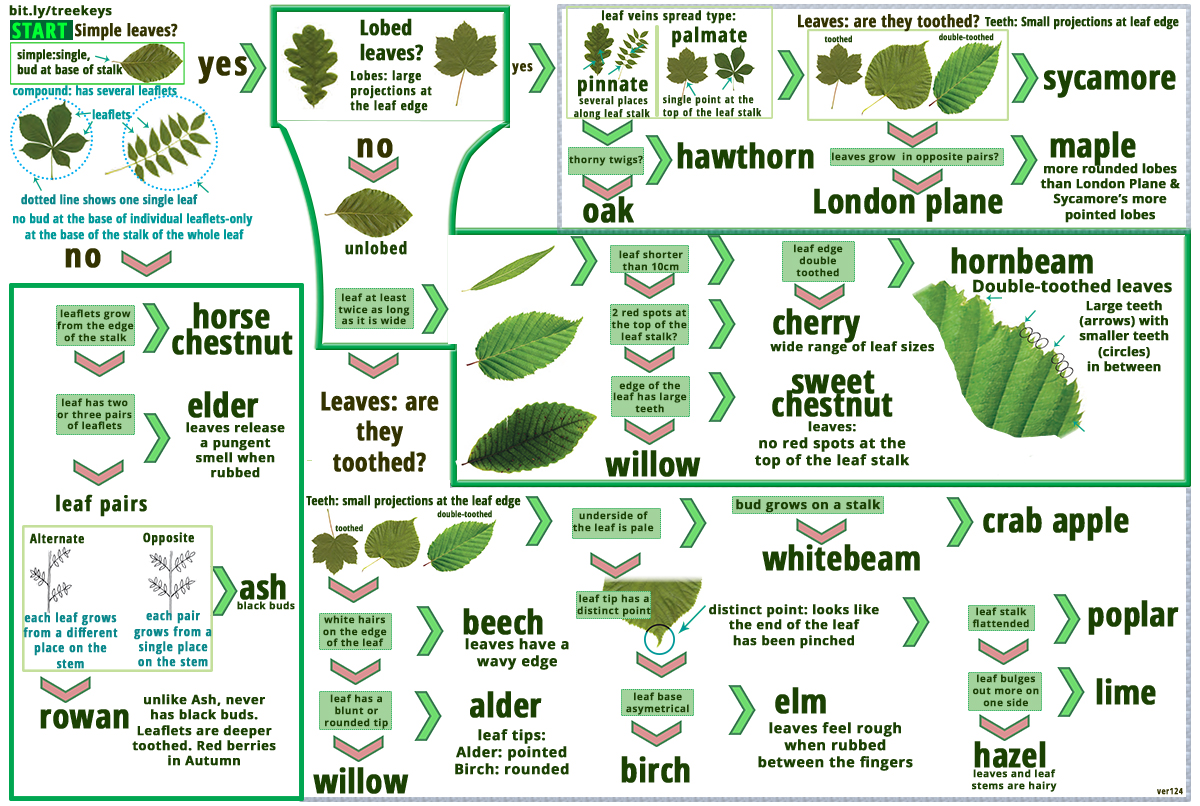 bit.ly/treekeys
START Simple leaves?
simple:single,
bud at base of stalk
yes
compound: has several leaflets
leaflets
dotted line shows one single leaf
no bud at the base of individual leaflets-only
at the base of the stalk of the whole leaf
no
Lobed
leaves?
Lobes: large
projections at
the leaf edge
yes
no
unlobed
leaf veins spread type:
pinnate
several places
along leaf stalk
palmate
single point at the
top of the leaf stalk
thorny twigs?
hawthorn
oak
Leaves: are they toothed? Teeth: Small projections at leaf edge
toothed
double-toothed
sycamore
leaves grow in opposite pairs?
London plane
maple
more rounded lobes
than London Plane &
Sycamore's more
pointed lobes
leaf at least
twice as long
as it is wide
leaf shorter
than 10cm
leaf edge
double
toothed
hornbeam
Double-toothed leaves
Large teeth
(arrows) with
smaller teeth
(circles)
in between
cherry
wide range of leaf sizes
2 red spots at
the top of the
leaf stalk?
edge of the
leaf has large
teeth
sweet
chestnut
leaves:
no red spots at the
top of the leaf stalk
willow
leaflets grow
from the edge
of the stalk
horse
chestnut
leaf has two
or three pairs
of leaflets
elder
leaves release
a pungent
smell when
rubbed
leaf pairs
Alternate
Opposite
each leaf grows
from a different
place on the
stem
each pair
grows from a
single place
on the stem
ash
black buds
rowan
unlike Ash, never
has black buds.
Leaflets are deeper
toothed. Red berries
in Autumn
Leaves: are
they
toothed?
Teeth: small projections at the leaf edge
toothed
double-toothed
underside of
the leaf is pale
bud grows on a stalk
crab apple
whitebeam
leaf tip has a
distinct point
distinct point: looks like
the end of the leaf
has been pinched
leaf stalk
flattened
poplar
leaf bulges
out more on
one side
lime
hazel
leaves and leaf
stems are hairy
leaf base
asymetrical
elm
leaves feel rough
when rubbed
between the fingers
birch
white hairs
on the edge
of the leaf
beech
leaves have a
wavy edge
leaf has a
blunt or
rounded tip
alder
leaf tips:
Alder: pointed
Birch: rounded
willow
ver124